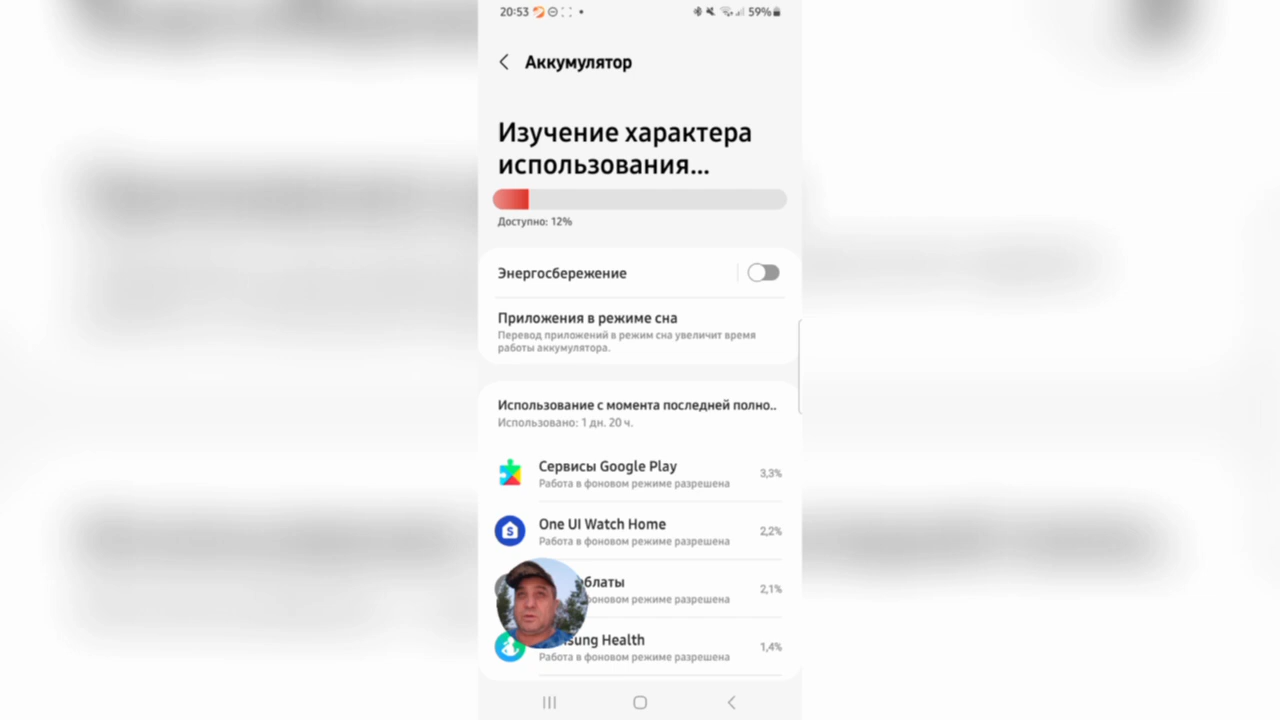 20:53
59%
Аккумулятор
Изучение характера
использования...
Доступно: 12%
Энергосбережение
Приложения в режиме сна
Перевод приложений в режим сна увеличит время
работы аккумулятора.
Использование с момента последней полно..
Использовано: 1 дн. 20 ч.
Сервисы Google Play
3,3%
Работа в фоновом режиме разрешена
One UI Watch Home
2,2%
Работа в фоновом режиме разрешена
2,1%
фоновом режиме разрешена
Health
1,4%
Работа в фоновом режиме разрешена